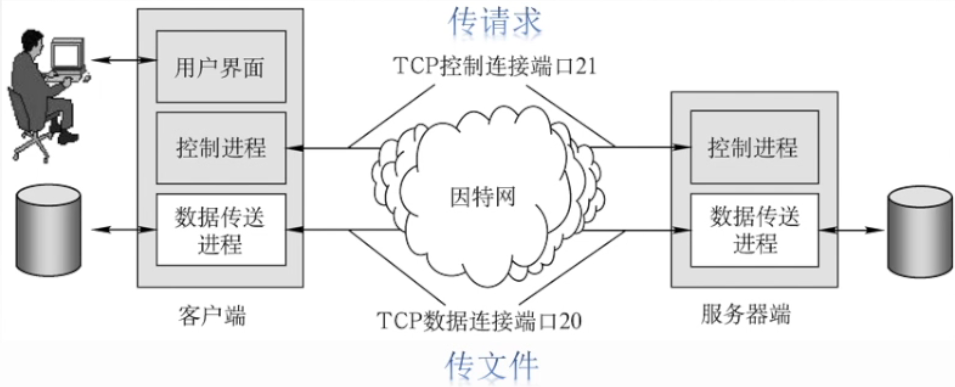 传请求
TCP控制连接端口21
用户界面
控制进程
控制进程
因特网
数据传送
进程
数据传送
进程
客户端
TCP数据连接端口20
服务器端
传文件